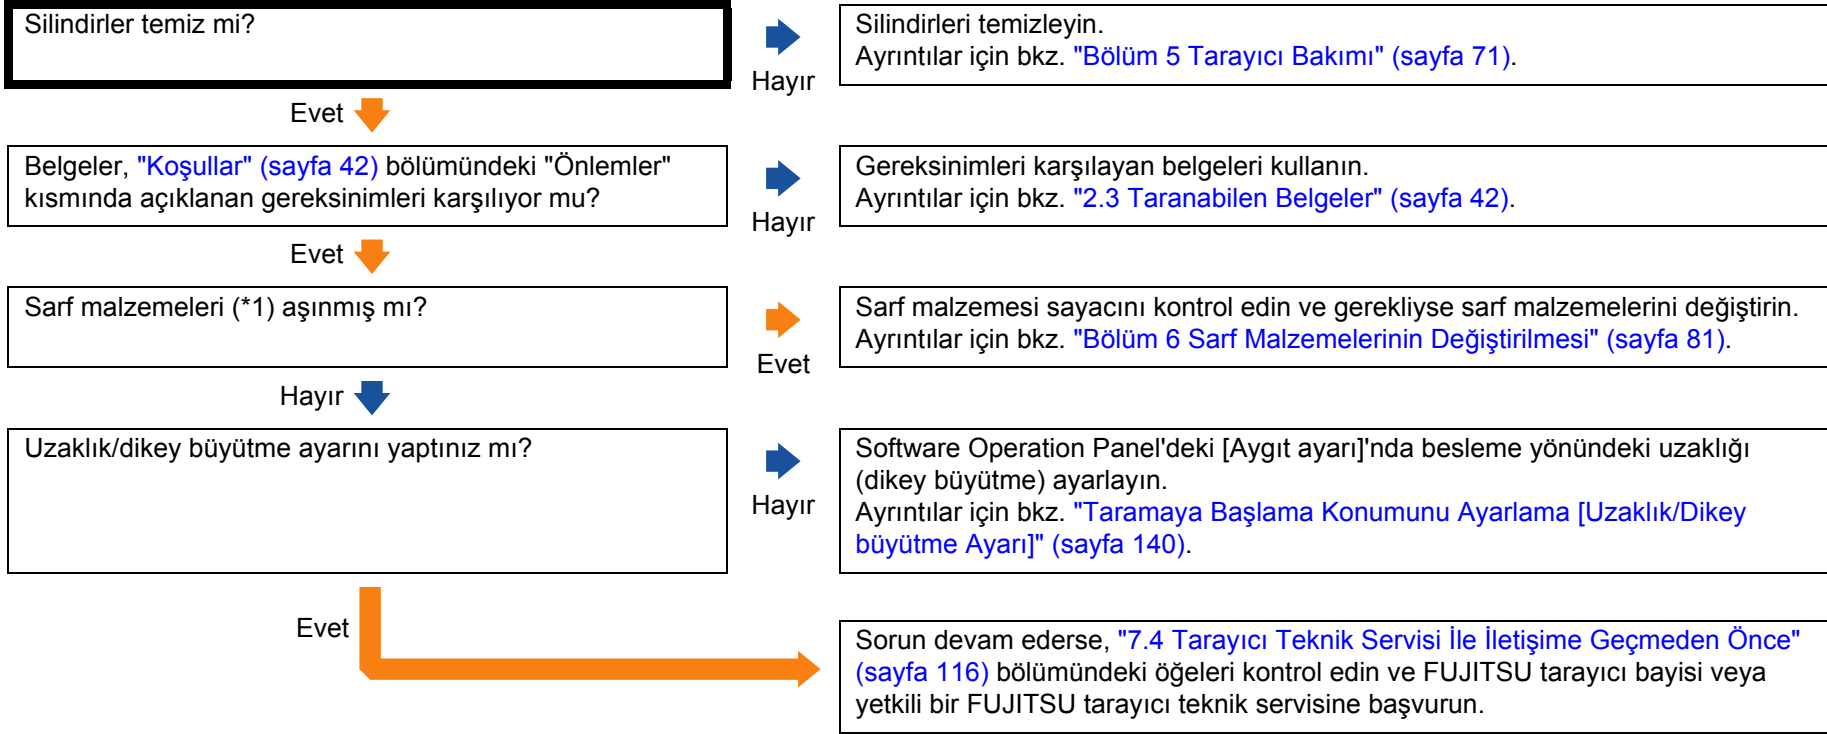 Silindirler temiz mi?
Hayır
Silindirleri temizleyin.
Ayrıntılar için bkz. "Bölüm 5 Tarayıcı Bakımı" (sayfa 71).
Evet
Belgeler, "Koşullar" (sayfa 42) bölümündeki "Önlemler"
kısmında açıklanan gereksinimleri karşılıyor mu?
Hayır
Gereksinimleri karşılayan belgeleri kullanın.
Ayrıntılar için bkz. "2.3 Taranabilen Belgeler" (sayfa 42).
Evet
Sarf malzemeleri (*1) aşınmış mı?
Evet
Sarf malzemesi sayacını kontrol edin ve gerekliyse sarf malzemelerini değiştirin.
Ayrıntılar için bkz. "Bölüm 6 Sarf Malzemelerinin Değiştirilmesi" (sayfa 81).
Hayır
Uzaklık/dikey büyütme ayarını yaptınız mı?
Hayır
Software Operation Panel'deki [Aygıt ayarı]'nda besleme yönündeki uzaklığı
(dikey büyütme) ayarlayın.
Ayrıntılar için bkz. "Taramaya Başlama Konumunu Ayarlama [Uzaklık/Dikey
büyütme Ayarı]" (sayfa 140).
Evet
Sorun devam ederse, "7.4 Tarayıcı Teknik Servisi İle İletişime Geçmeden Önce"
(sayfa 116) bölümündeki öğeleri kontrol edin ve FUJITSU tarayıcı bayisi veya
yetkili bir FUJITSU tarayıcı teknik servisine başvurun.